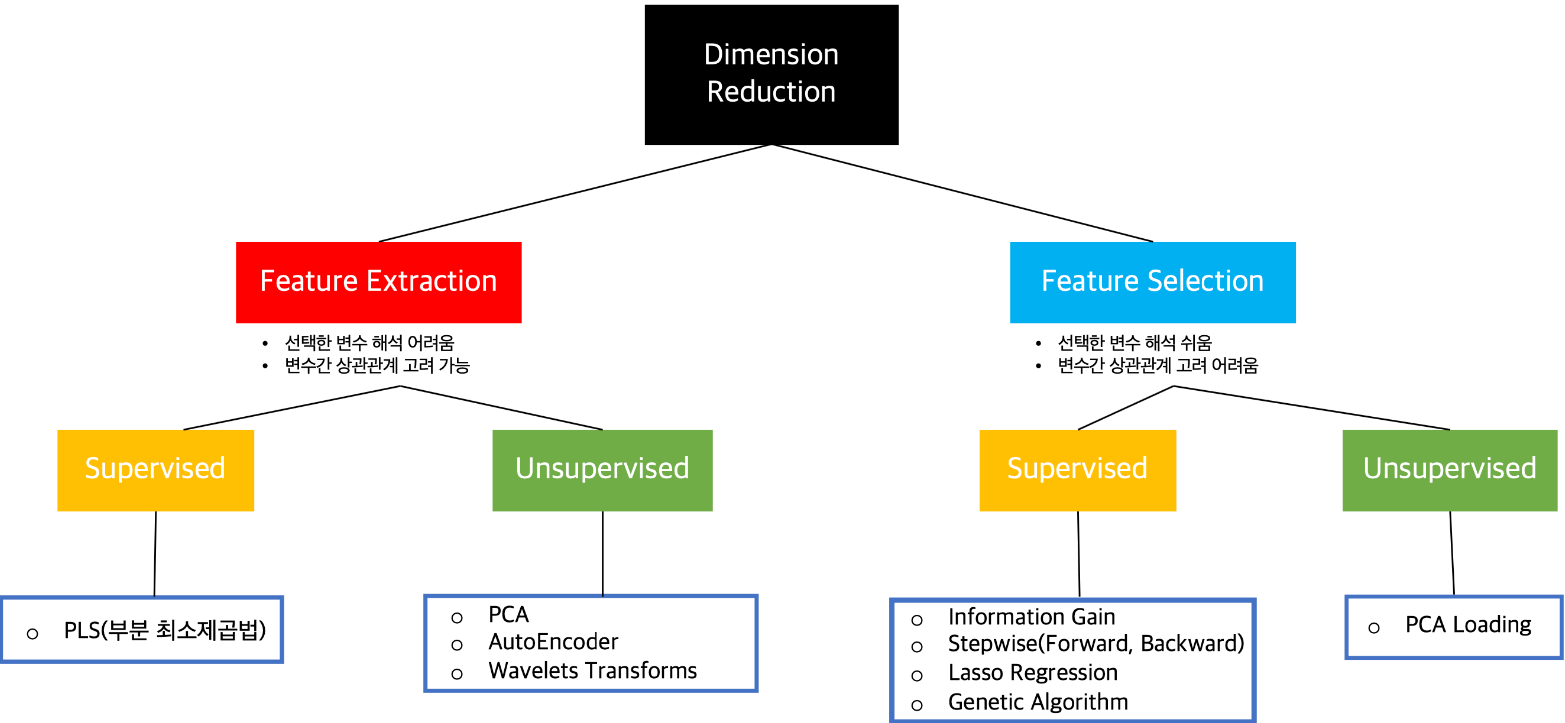 Dimension
Reduction
Feature Extraction
• 선택한 변수 해석 어려움
• 변수간 상관관계 고려 가능
Feature Selection
• 선택한 변수 해석 쉬움
• 변수간 상관관계 고려 어려움
Supervised
Unsupervised
Supervised
Unsupervised
o PLS(부분 최소제곱법)
o PCA
o AutoEncoder
o Wavelets Transforms
o Information Gain
o Stepwise(Forward, Backward)
o Lasso Regression
o Genetic Algorithm
o PCA Loading